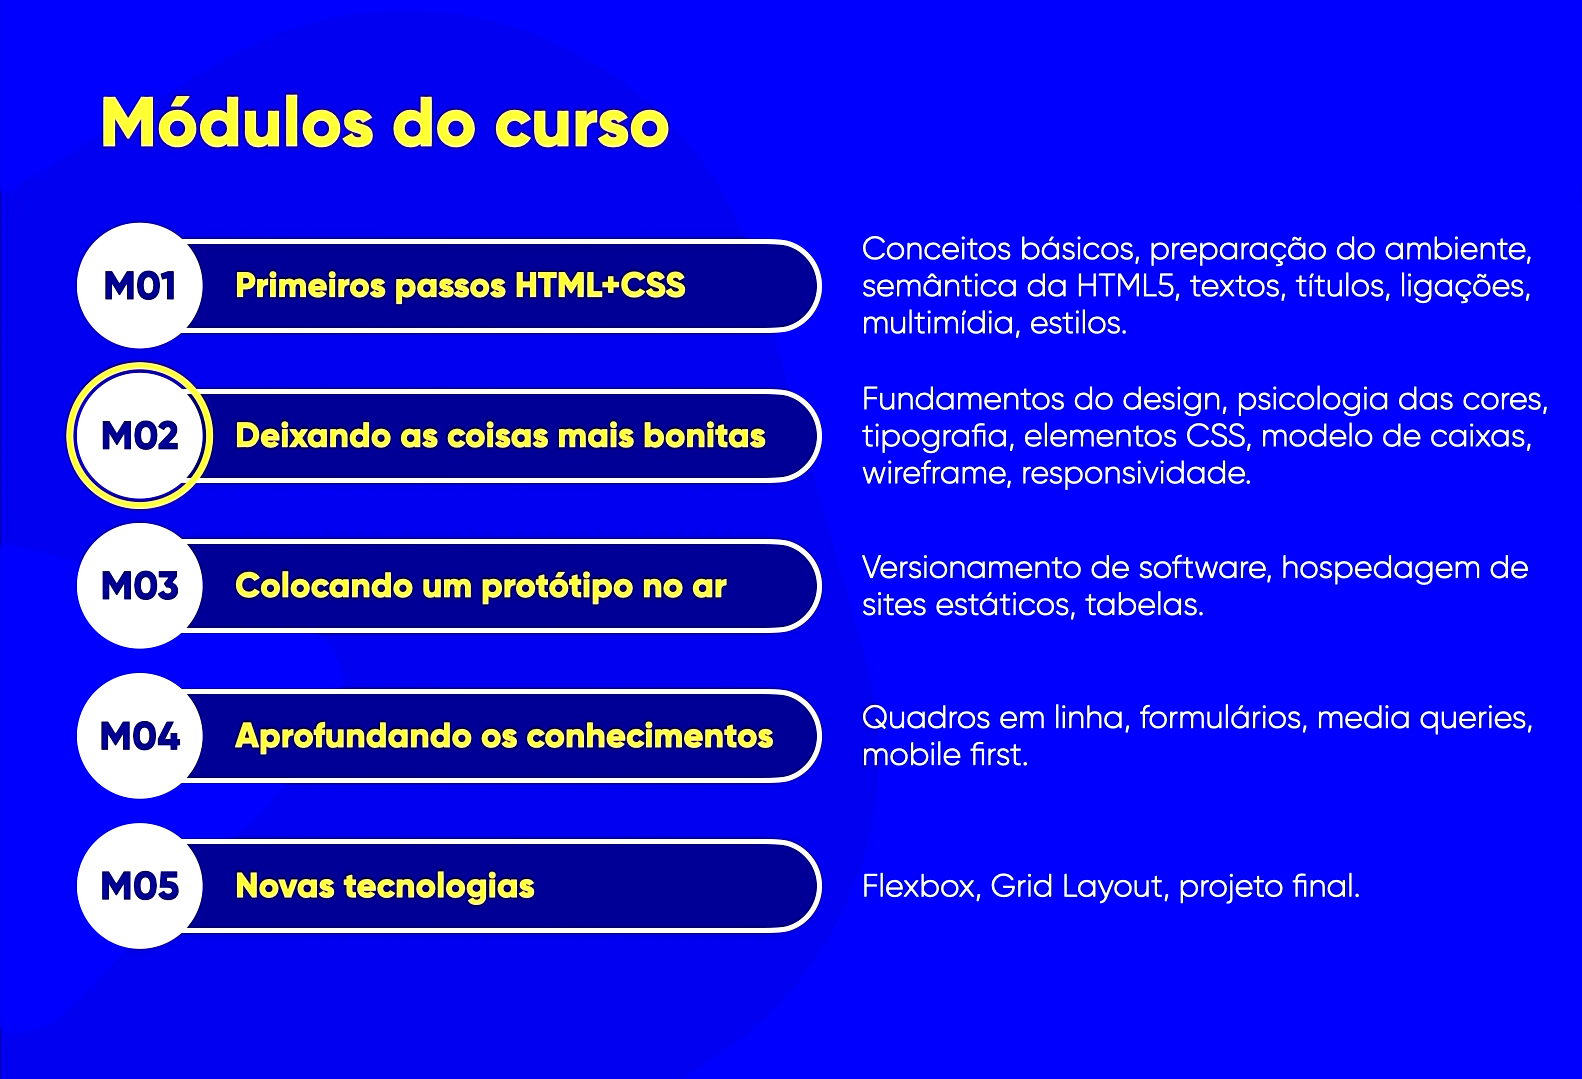 Módulos do curso
M01
Primeiros passos HTML+CSS
Conceitos básicos, preparação do ambiente,
semântica da HTML5, textos, títulos, ligações,
multimídia, estilos.
M02
Deixando as coisas mais bonitas
Fundamentos do design, psicologia das cores,
tipografia, elementos CSS, modelo de caixas,
wireframe, responsividade.
M03
Colocando um protótipo no ar
Versionamento de software, hospedagem de
sites estáticos, tabelas.
M04
Aprofundando os conhecimentos
Quadros em linha, formulários, media queries,
mobile first.
M05
Novas tecnologias
Flexbox, Grid Layout, projeto final.